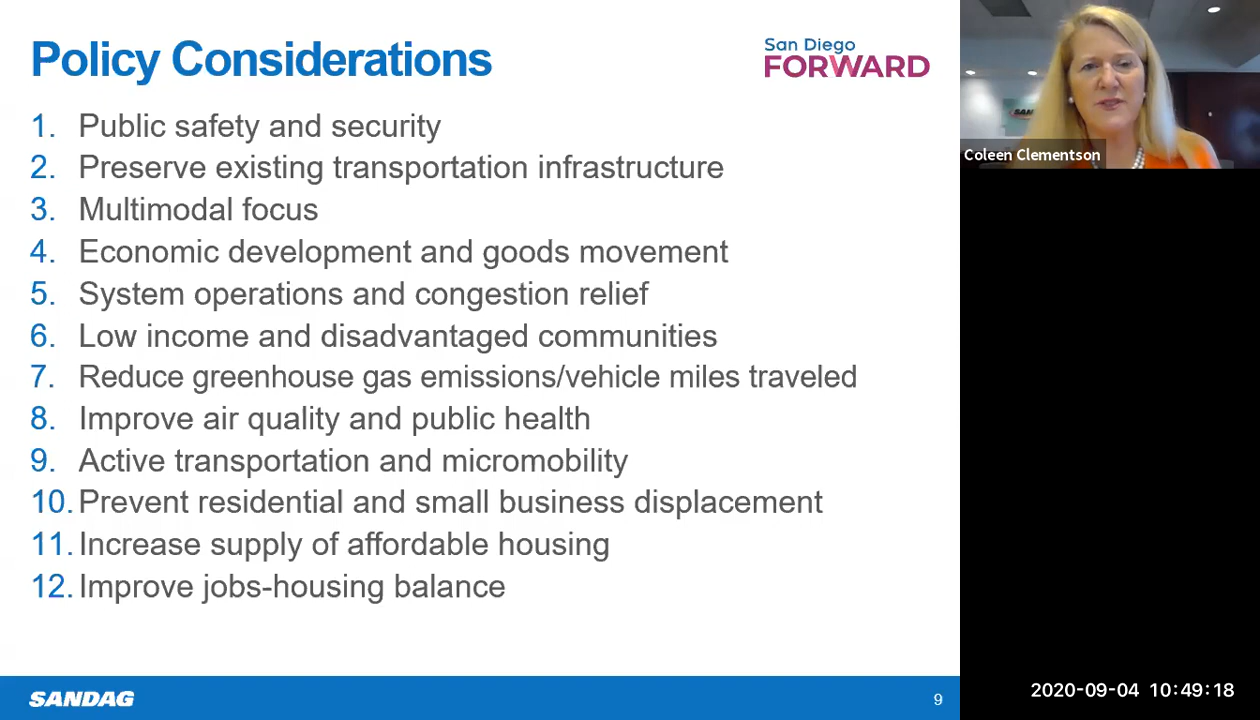 Policy Considerations
San Diego
FORWARD
1. Public safety and security
2. Preserve existing transportation infrastructure
3. Multimodal focus
4. Economic development and goods movement
5. System operations and congestion relief
6. Low income and disadvantaged communities
7. Reduce greenhouse gas emissions/vehicle miles traveled
8. Improve air quality and public health
9. Active transportation and micromobility
10. Prevent residential and small business displacement
11. Increase supply of affordable housing
12. Improve jobs-housing balance
SANDAG
9
Coleen Clementson
2020-09-04 10:49:18